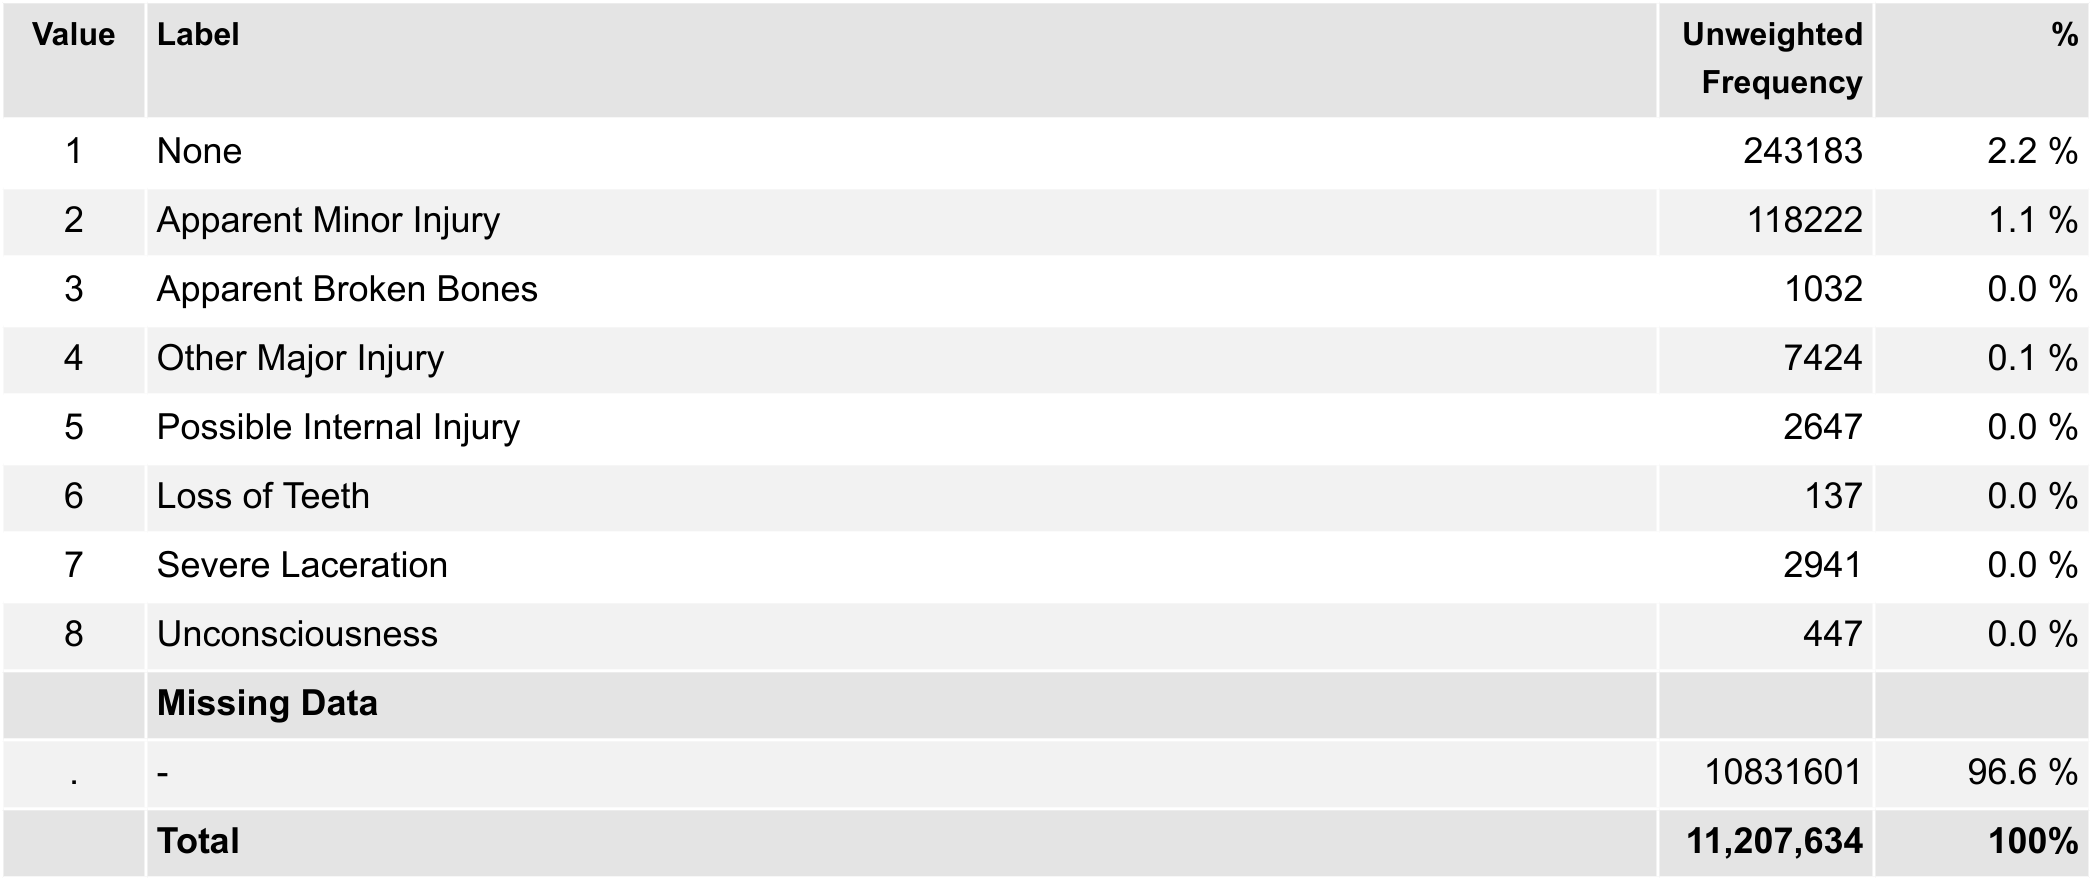 Value Label Unweighted Frequency %
1 None 243183 2.2 %
2 Apparent Minor Injury 118222 1.1 %
3 Apparent Broken Bones 1032 0.0 %
4 Other Major Injury 7424 0.1 %
5 Possible Internal Injury 2647 0.0 %
6 Loss of Teeth 137 0.0 %
7 Severe Laceration 2941 0.0 %
8 Unconsciousness 447 0.0 %
Missing Data
. - 10831601 96.6 %
Total 11,207,634 100%